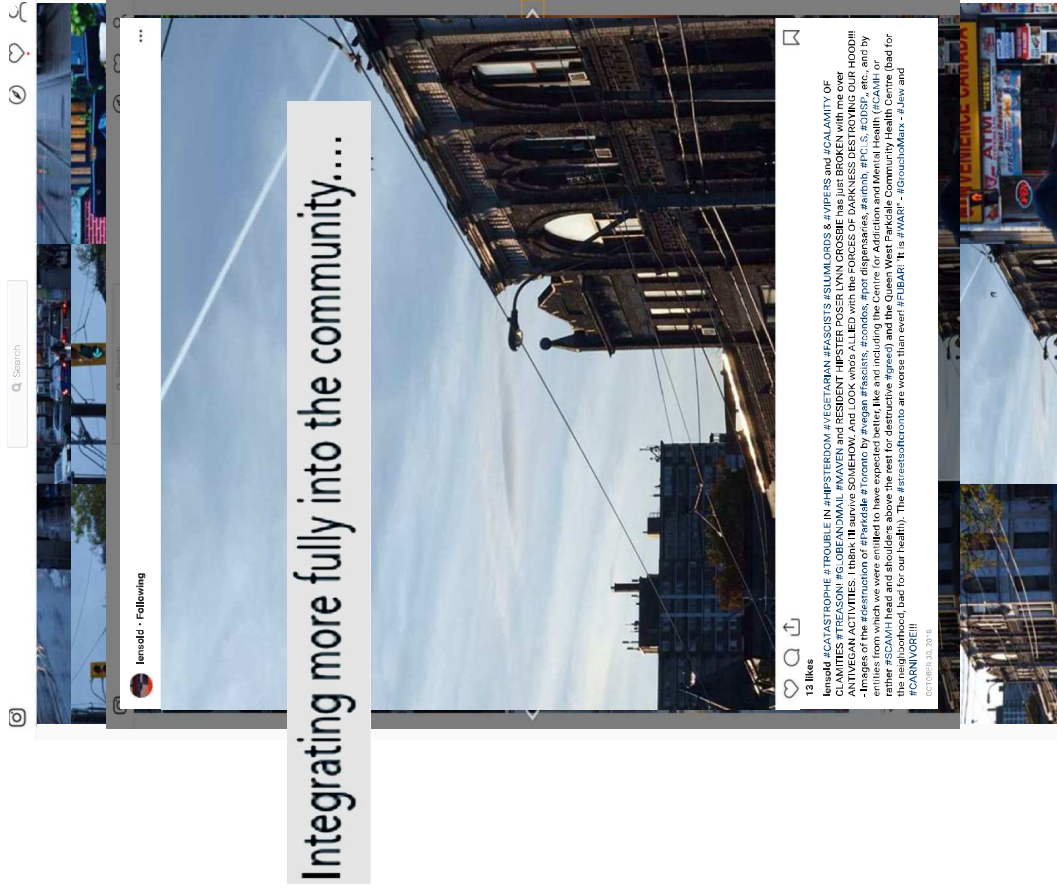 Search
lensold • Following
Integrating more fully into the community....
13 likes
lensold #CATASTROPHE #TROUBLE IN #HIPSTERDOM #VEGETARIAN #FASCISTS #SLUMLORDS & #VIPERS and #CALAMITY OF
CLAMITIES #TREASON! #GLOBEANDMAIL #MAVEN and RESIDENT HIPSTER POSER LYNN CROSBIE has just BROKEN with me over
ANTIVEGAN ACTIVITIES. I th8nk I'll survive SOMEHOW. And LOOK who's ALLIED with the FORCES OF DARKNESS DESTROYING OUR HOOD!!!
- Images of the #destruction of #Parkdale #Toronto by #vegan #fascists, #condos, #pot dispensaries, #airbnb, #PCLS, #ODSP,, etc., and by
entities from which we were entitled to have expected better, like and including the Centre for Addiction and Mental Health (#CAMH or
rather #SCAMH head and shoulders above the rest for destructive #greed) and the Queen West Parkdale Community Health Centre (bad for
the neighborhood, bad for our health). The #streetsoftoronto are worse than ever! #FUBAR! "It is #WAR!" - #GrouchoMarx - #Jew and
#CARNIVORE!!!
OCTOBER 30, 2018
CANADA
ATM